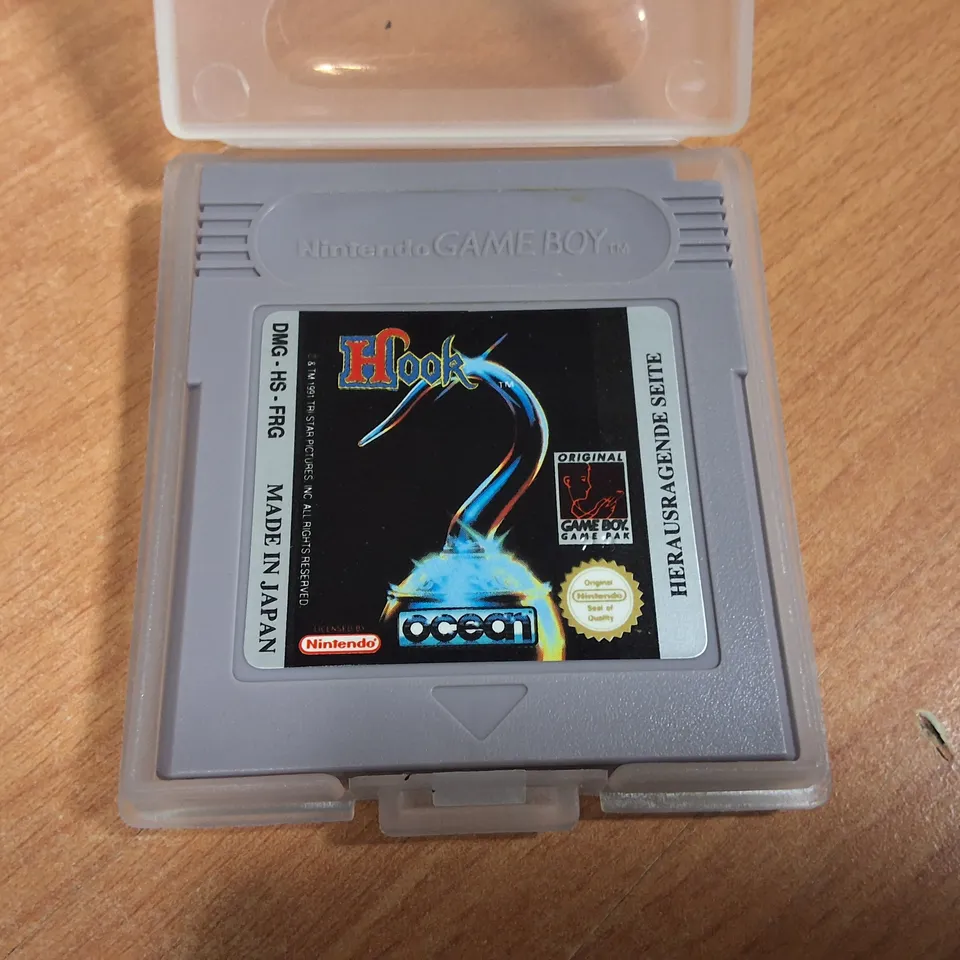 Nintendo GAME BOY TM
DMG - HS - FRG MADE IN JAPAN
© & TM 1991 TRI-STAR PICTURES, INC. ALL RIGHTS RESERVED.
Hook TM
ORIGINAL
GAME BOY
GAME PAK
Original
Nintendo
Seal of
Quality
LICENSED BY
Nintendo
ocean
HERAUSRAGENDE SEITE